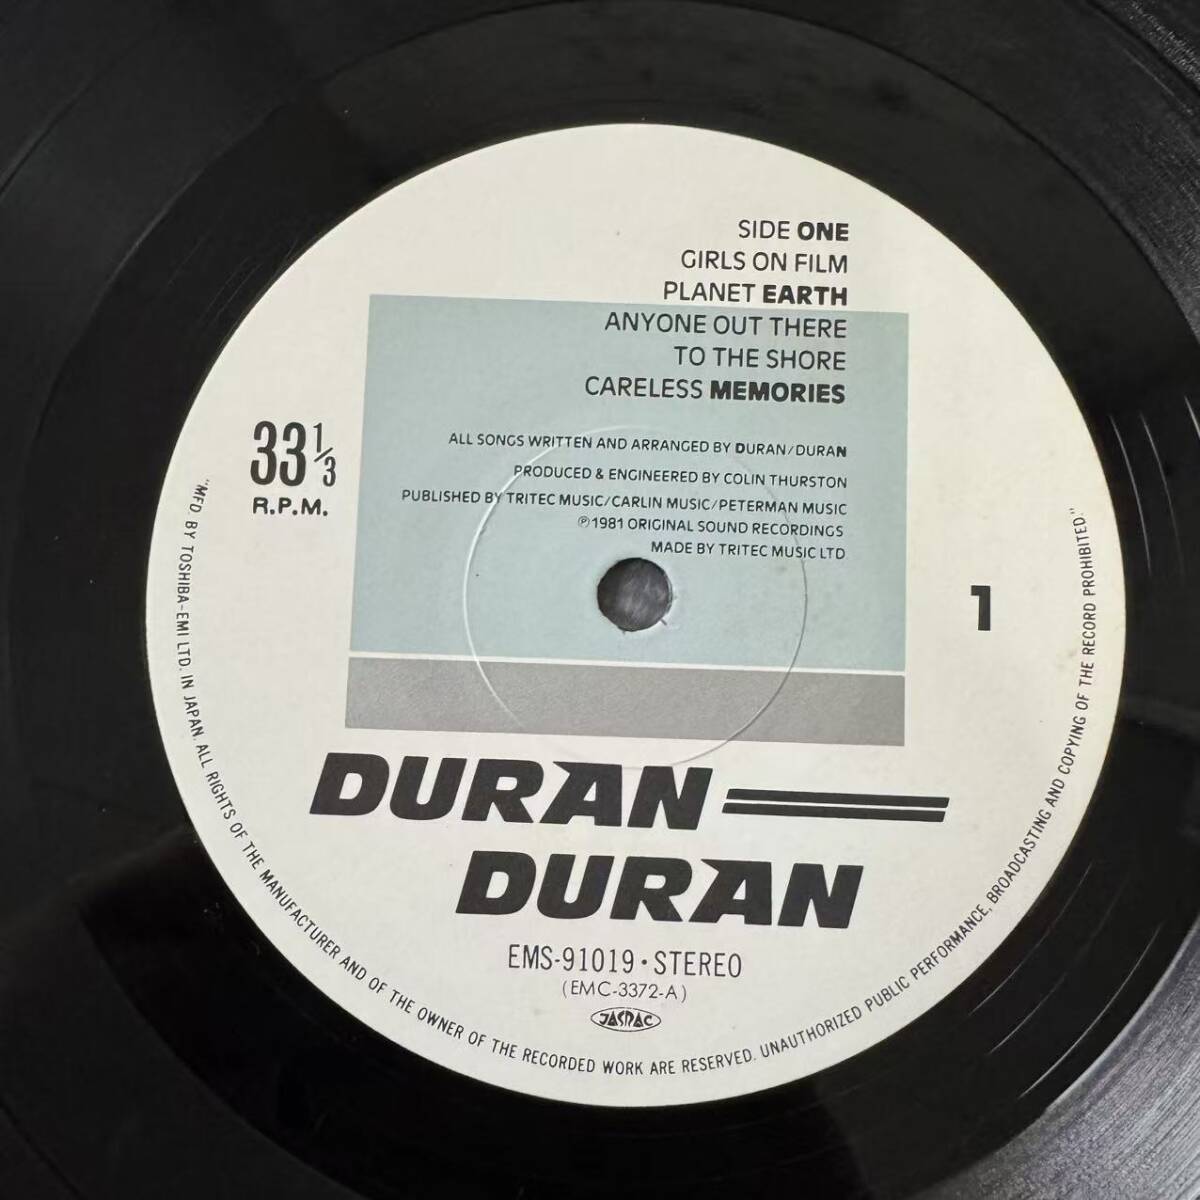 SIDE ONE
GIRLS ON FILM
PLANET EARTH
ANYONE OUT THERE
TO THE SHORE
CARELESS MEMORIES
ALL SONGS WRITTEN AND ARRANGED BY DURAN/DURAN
PRODUCED & ENGINEERED BY COLIN THURSTON
PUBLISHED BY TRITEC MUSIC/CARLIN MUSIC/PETERMAN MUSIC
℗1981 ORIGINAL SOUND RECORDINGS
MADE BY TRITEC MUSIC LTD
33 1/3
R.P.M.
1
DURAN
DURAN
EMS-91019・STEREO
(EMC-3372-A)
JASRAC
"MFD. BY TOSHIBA-EMI LTD. IN JAPAN. ALL RIGHTS OF THE MANUFACTURER AND OF THE OWNER OF THE RECORDED WORK ARE RESERVED. UNAUTHORIZED PUBLIC PERFORMANCE, BROADCASTING AND COPYING OF THE RECORD PROHIBITED."